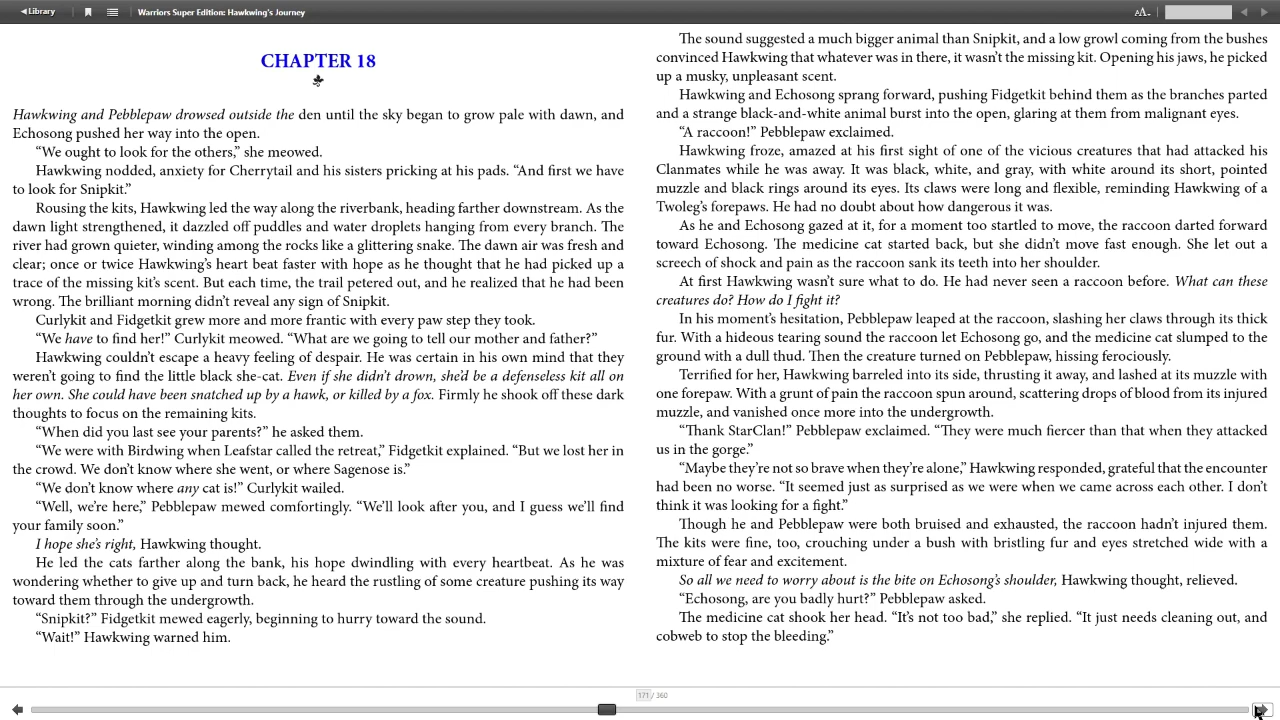 Library
Warriors Super Edition: Hawkwing's Journey
AA
CHAPTER 18
Hawkwing and Pebblepaw drowsed outside the den until the sky began to grow pale with dawn, and
Echosong pushed her way into the open.
“We ought to look for the others,” she meowed.
Hawkwing nodded, anxiety for Cherrytail and his sisters pricking at his pads. “And first we have
to look for Snipkit.”
Rousing the kits, Hawkwing led the way along the riverbank, heading farther downstream. As the
dawn light strengthened, it dazzled off puddles and water droplets hanging from every branch. The
river had grown quieter, winding among the rocks like a glittering snake. The dawn air was fresh and
clear; once or twice Hawkwing’s heart beat faster with hope as he thought that he had picked up a
trace of the missing kit’s scent. But each time, the trail petered out, and he realized that he had been
wrong. The brilliant morning didn’t reveal any sign of Snipkit.
Curlykit and Fidgetkit grew more and more frantic with every paw step they took.
“We have to find her!” Curlykit meowed. “What are we going to tell our mother and father?”
Hawkwing couldn’t escape a heavy feeling of despair. He was certain in his own mind that they
weren’t going to find the little black she-cat. Even if she didn’t drown, she’d be a defenseless kit all on
her own. She could have been snatched up by a hawk, or killed by a fox. Firmly he shook off these dark
thoughts to focus on the remaining kits.
“When did you last see your parents?” he asked them.
“We were with Birdwing when Leafstar called the retreat,” Fidgetkit explained. “But we lost her in
the crowd. We don’t know where she went, or where Sagenose is.”
“We don’t know where any cat is!” Curlykit wailed.
“Well, we’re here,” Pebblepaw mewed comfortingly. “We’ll look after you, and I guess we’ll find
your family soon.”
I hope she’s right, Hawkwing thought.
He led the cats farther along the bank, his hope dwindling with every heartbeat. As he was
wondering whether to give up and turn back, he heard the rustling of some creature pushing its way
toward them through the undergrowth.
“Snipkit?” Fidgetkit mewed eagerly, beginning to hurry toward the sound.
“Wait!” Hawkwing warned him.
The sound suggested a much bigger animal than Snipkit, and a low growl coming from the bushes
convinced Hawkwing that whatever was in there, it wasn’t the missing kit. Opening his jaws, he picked
up a musky, unpleasant scent.
Hawkwing and Echosong sprang forward, pushing Fidgetkit behind them as the branches parted
and a strange black-and-white animal burst into the open, glaring at them from malignant eyes.
“A raccoon!” Pebblepaw exclaimed.
Hawkwing froze, amazed at his first sight of one of the vicious creatures that had attacked his
Clanmates while he was away. It was black, white, and gray, with white around its short, pointed
muzzle and black rings around its eyes. Its claws were long and flexible, reminding Hawkwing of a
Twoleg’s forepaws. He had no doubt about how dangerous it was.
As he and Echosong gazed at it, for a moment too startled to move, the raccoon darted forward
toward Echosong. The medicine cat started back, but she didn’t move fast enough. She let out a
screech of shock and pain as the raccoon sank its teeth into her shoulder.
At first Hawkwing wasn’t sure what to do. He had never seen a raccoon before. What can these
creatures do? How do I fight it?
In his moment’s hesitation, Pebblepaw leaped at the raccoon, slashing her claws through its thick
fur. With a hideous tearing sound the raccoon let Echosong go, and the medicine cat slumped to the
ground with a dull thud. Then the creature turned on Pebblepaw, hissing ferociously.
Terrified for her, Hawkwing barreled into its side, thrusting it away, and lashed at its muzzle with
one forepaw. With a grunt of pain the raccoon spun around, scattering drops of blood from its injured
muzzle, and vanished once more into the undergrowth.
“Thank StarClan!” Pebblepaw exclaimed. “They were much fiercer than that when they attacked
us in the gorge.”
“Maybe they’re not so brave when they’re alone,” Hawkwing responded, grateful that the encounter
had been no worse. “It seemed just as surprised as we were when we came across each other. I don’t
think it was looking for a fight.”
Though he and Pebblepaw were both bruised and exhausted, the raccoon hadn’t injured them.
The kits were fine, too, crouching under a bush with bristling fur and eyes stretched wide with a
mixture of fear and excitement.
So all we need to worry about is the bite on Echosong’s shoulder, Hawkwing thought, relieved.
“Echosong, are you badly hurt?” Pebblepaw asked.
The medicine cat shook her head. “It’s not too bad,” she replied. “It just needs cleaning out, and
cobweb to stop the bleeding.”
171 / 360